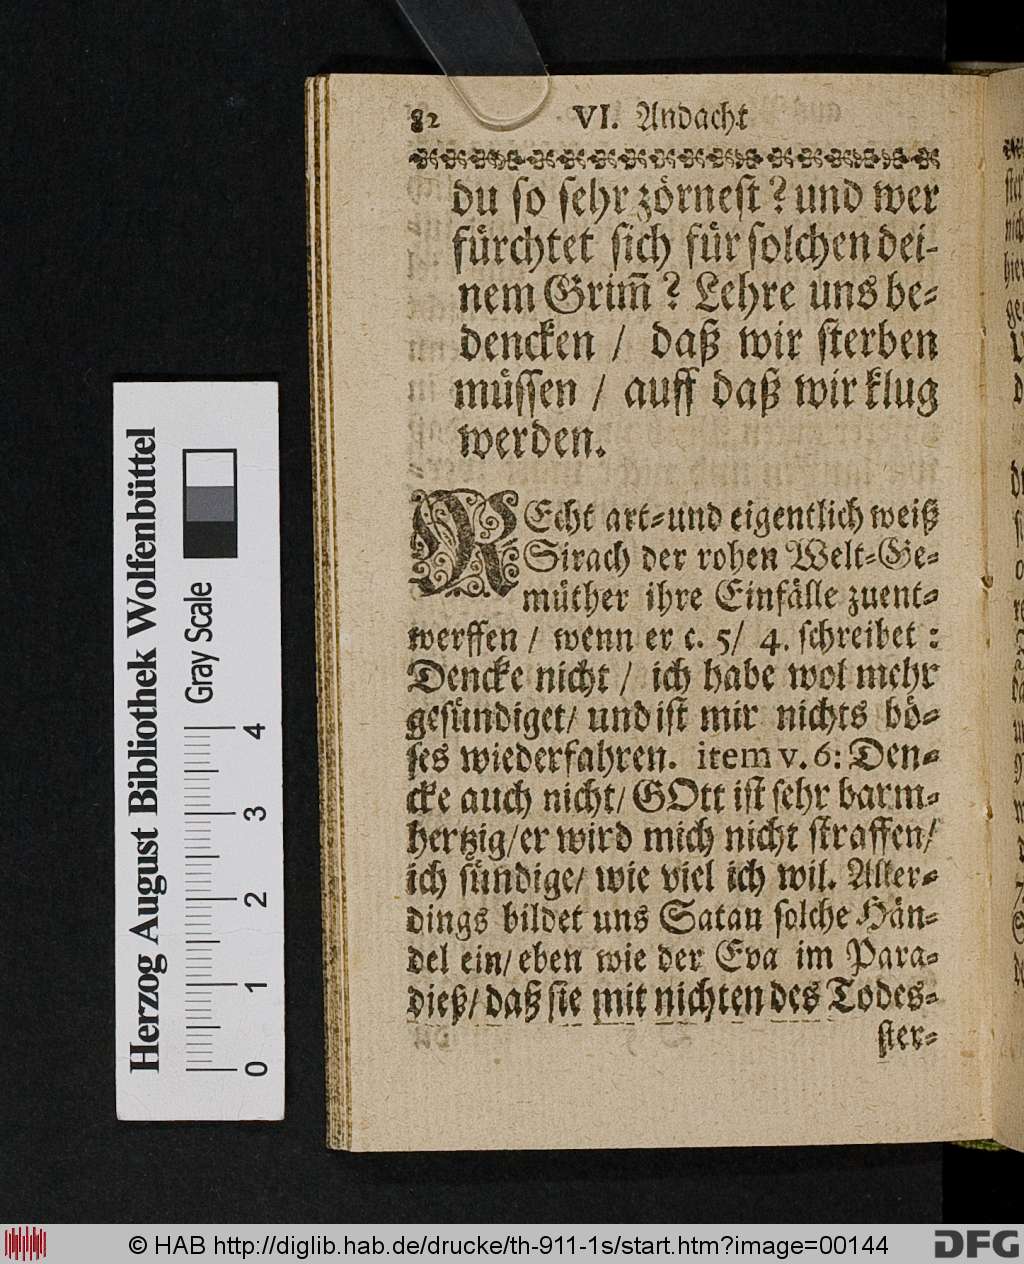 82 VI. Andacht
du so sehr zörnest? und wer
fürchtet sich für solchen dei-
nem Grim̃? Lehre uns be-
dencken / daß wir sterben
müssen / auff daß wir klug
werden.
REcht art-und eigentlich weiß
Sirach der rohen Welt-Ge-
müther ihre Einfälle zuent-
werffen / wenn er c. 5/ 4. schreibet:
Dencke nicht / ich habe wol mehr
gesündiget/ und ist mir nichts bö-
ses wiederfahren. item v. 6: Den-
cke auch nicht/ GOtt ist sehr barm-
hertzig/er wird mich nicht straffen/
ich sündige/ wie viel ich wil. Aller-
dings bildet uns Satan solche Hän-
del ein/ eben wie der Eva im Para-
dieß/ daß sie mit nichten des Todes-
ster-
Herzog August Bibliothek Wolfenbüttel
Gray Scale
0 1 2 3 4
© HAB http://diglib.hab.de/drucke/th-911-1s/start.htm?image=00144
DFG